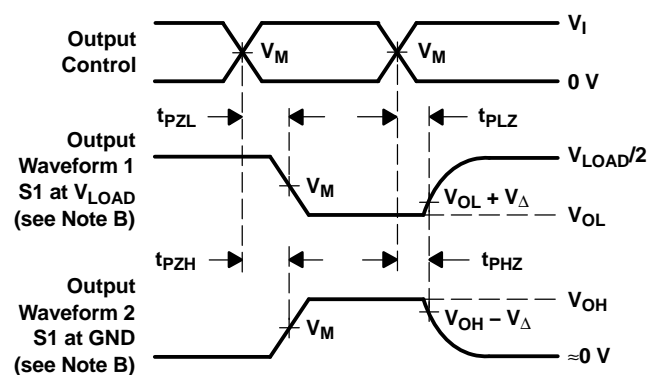 Output
Control
V_M
V_M
V_I
0 V
t_PZL
t_PLZ
Output
Waveform 1
S1 at V_LOAD
(see Note B)
V_M
V_LOAD/2
V_OL + V_Δ
V_OL
t_PZH
t_PHZ
Output
Waveform 2
S1 at GND
(see Note B)
V_M
V_OH
V_OH – V_Δ
≈0 V